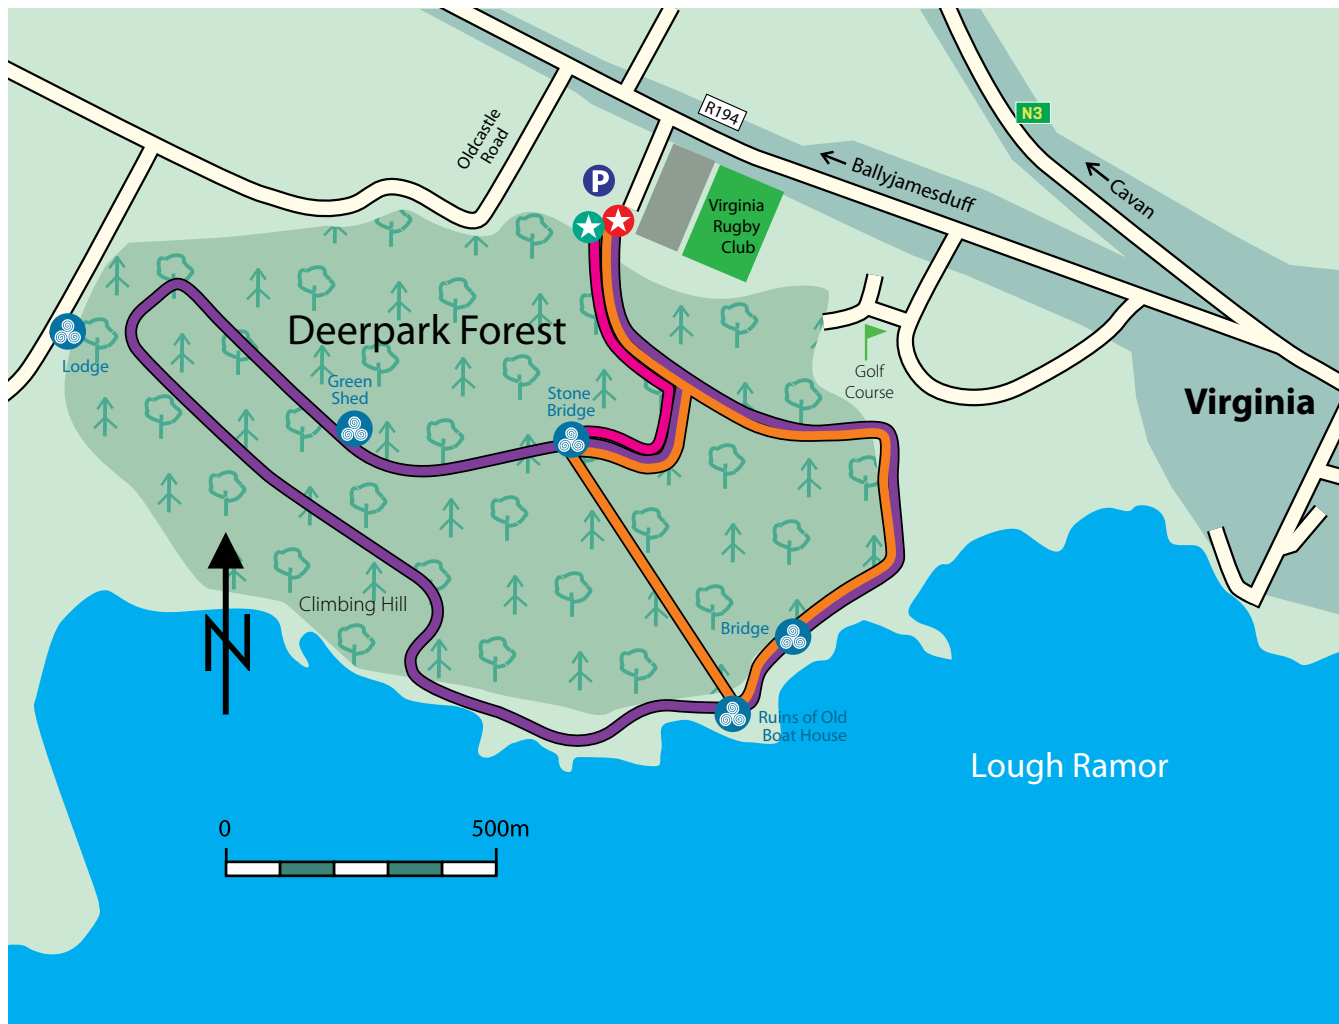 R194
N3
Oldcastle
Road
P
Ballyjamesduff
Cavan
Virginia
Rugby
Club
Deerpark Forest
Lodge
Green
Shed
Stone
Bridge
Golf
Course
Virginia
Climbing Hill
N
Bridge
Ruins of Old
Boat House
Lough Ramor
0
500m